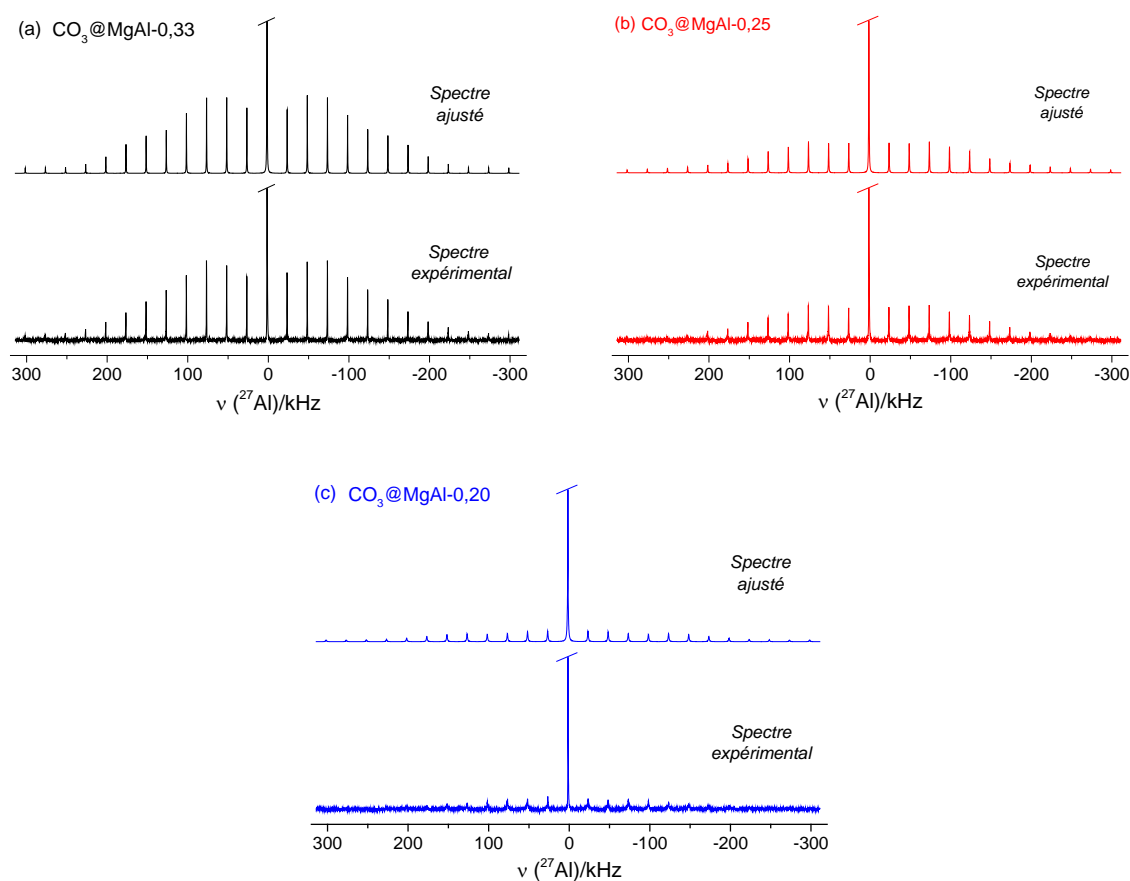 (a) CO3@MgAl-0,33
Spectre
ajusté
Spectre
expérimental
300 200 100 0 -100 -200 -300
ν (27Al)/kHz
(b) CO3@MgAl-0,25
Spectre
ajusté
Spectre
expérimental
300 200 100 0 -100 -200 -300
ν (27Al)/kHz
(c) CO3@MgAl-0,20
Spectre
ajusté
Spectre
expérimental
300 200 100 0 -100 -200 -300
ν (27Al)/kHz